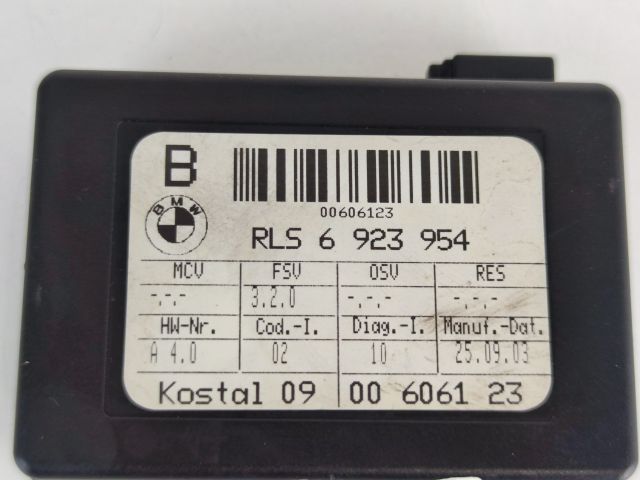 B
00606123
BMW
RLS 6 923 954
MCV FSV OSV RES
-.-.- 3.2.0 -.-.- -.-.-
HW-Nr. Cod.-I. Diag.-I. Manuf.-Dat.
A 4.0 02 10 25.09.03
Kostal 09 00 6061 23